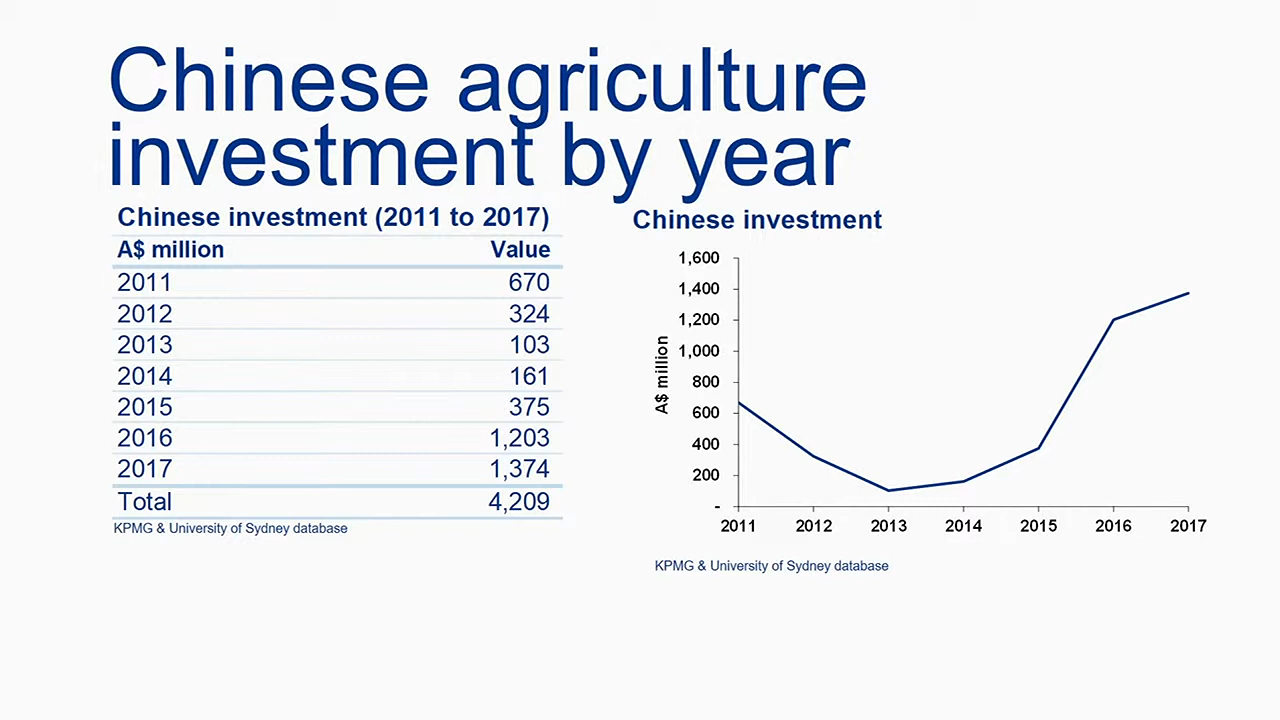 Chinese agriculture
investment by year
Chinese investment (2011 to 2017)
A$ million Value
2011 670
2012 324
2013 103
2014 161
2015 375
2016 1,203
2017 1,374
Total 4,209
KPMG & University of Sydney database
Chinese investment
A$ million
1,600
1,400
1,200
1,000
800
600
400
200
-
2011 2012 2013 2014 2015 2016 2017
KPMG & University of Sydney database